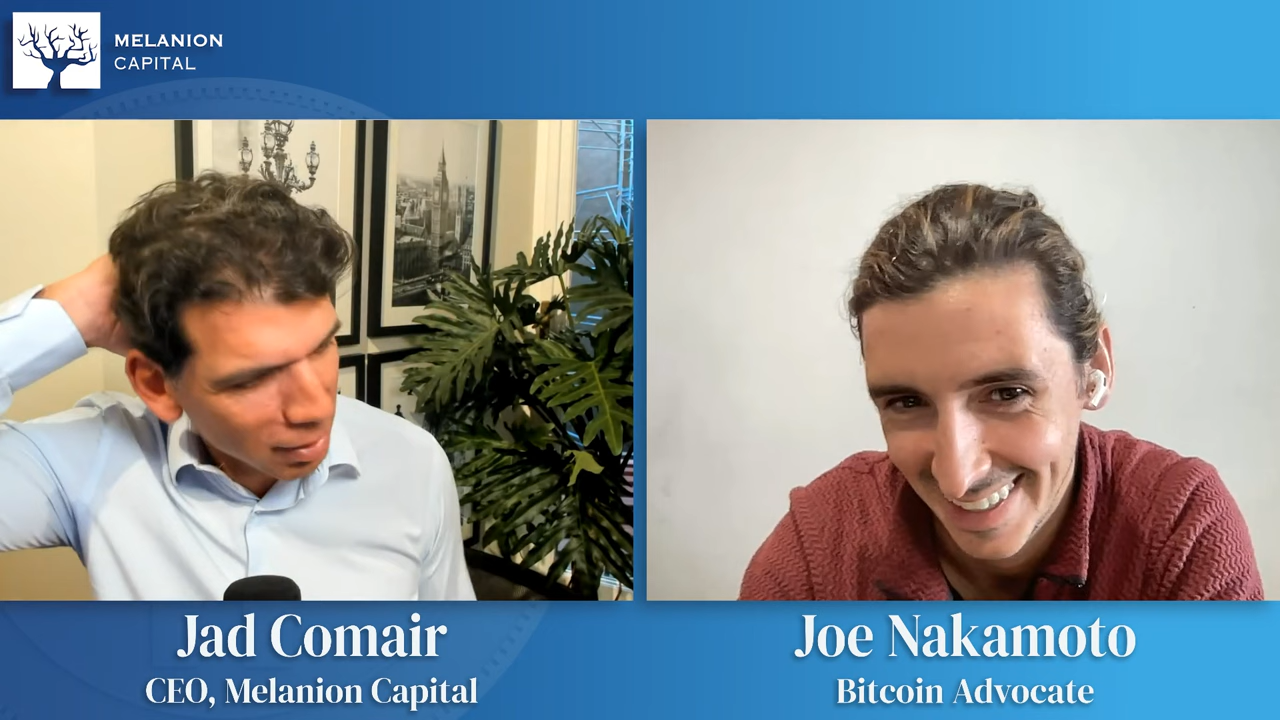 MELANION
CAPITAL
Jad Comair
CEO, Melanion Capital
Joe Nakamoto
Bitcoin Advocate